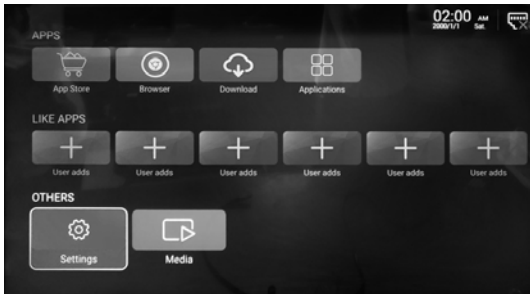 02:00 AM
2000/1/1 Sat.
APPS
App Store Browser Download Applications
LIKE APPS
User adds User adds User adds User adds User adds User adds
OTHERS
Settings Media